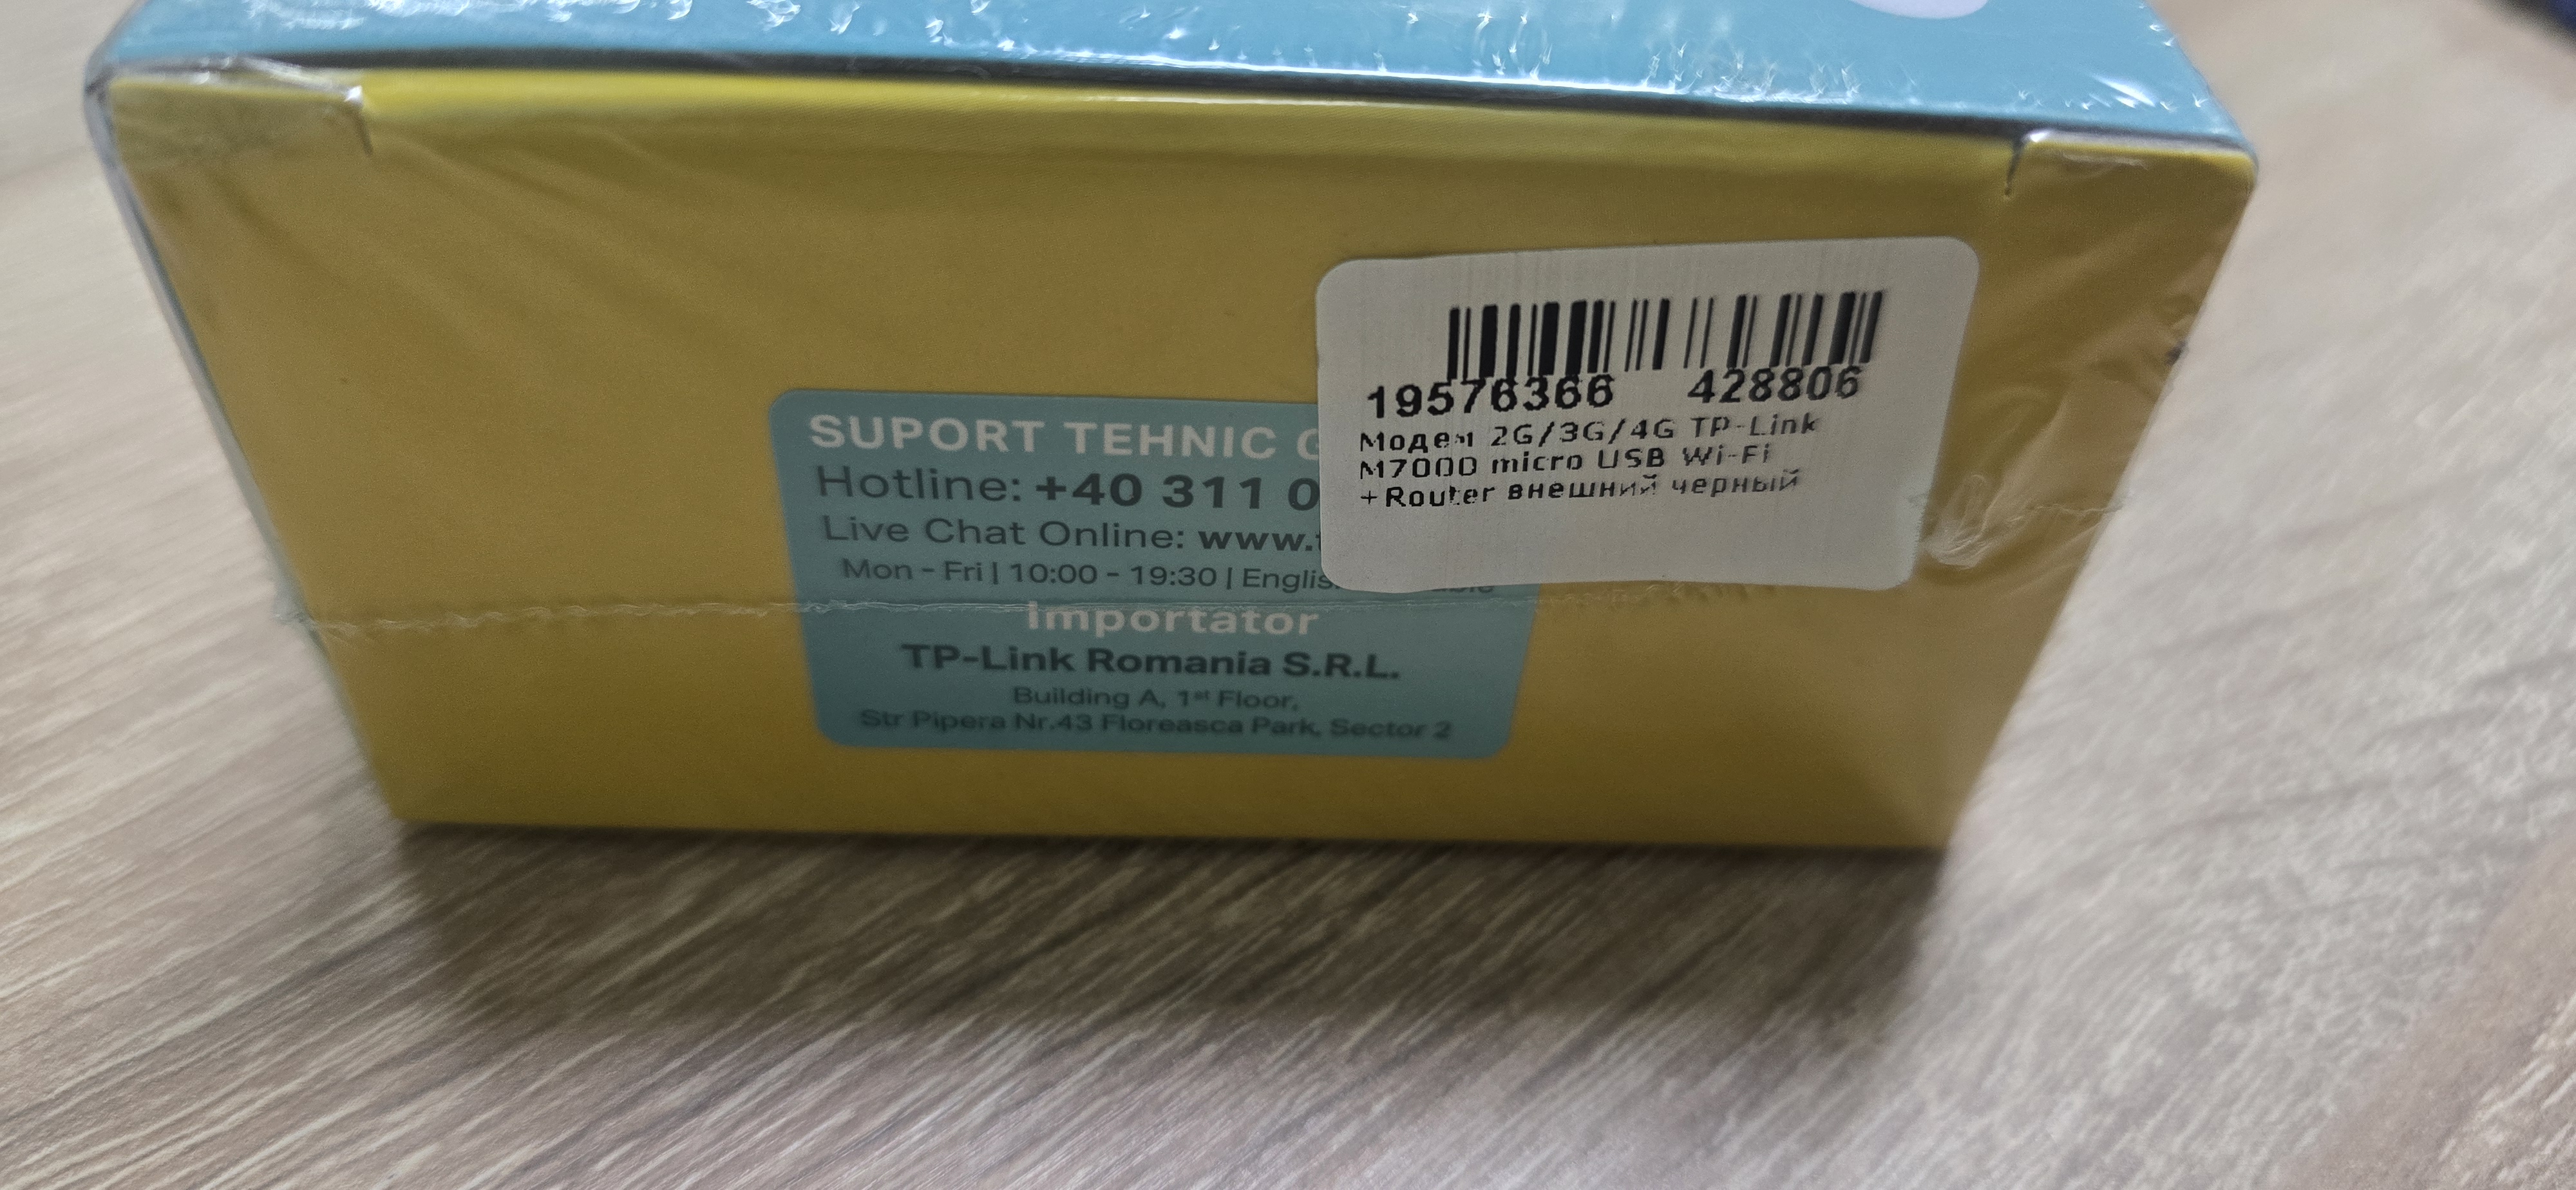 SUPORT TEHNIC
Hotline: +40 311 0
Live Chat Online: www.
Mon - Fri | 10:00 - 19:30 |
Importator
TP-Link Romania S.R.L.
Building A, 1st Floor,
Str Pipera Nr.43 Floreasca Park, Sector 2
19576366 428806
Модем 2G/3G/4G TP-Link
M7000 micro USB Wi-Fi
+Router внешний черный